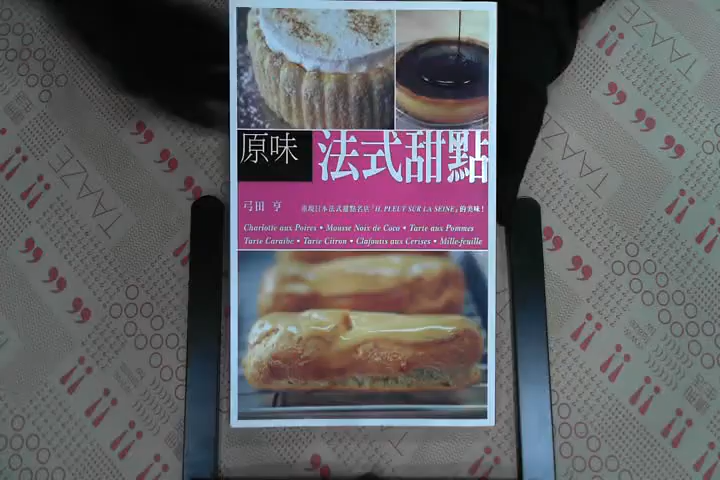 原味 法式甜點
弓田 亨 重現日本法式甜點名店「IL PLEUT SUR LA SEINE」的美味!
Charlotte aux Poires • Mousse Noix de Coco • Tarte aux Pommes
Tarte Caraibe • Tarte Citron • Clafoutis aux Cerises • Mille-feuille
TAAZE
TAAZE
TAAZE